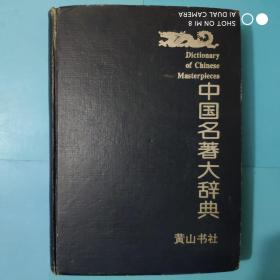 SHOT ON MI 8
AI DUAL CAMERA
Dictionary
of Chinese
Masterpieces
中国名著大辞典
黄山书社